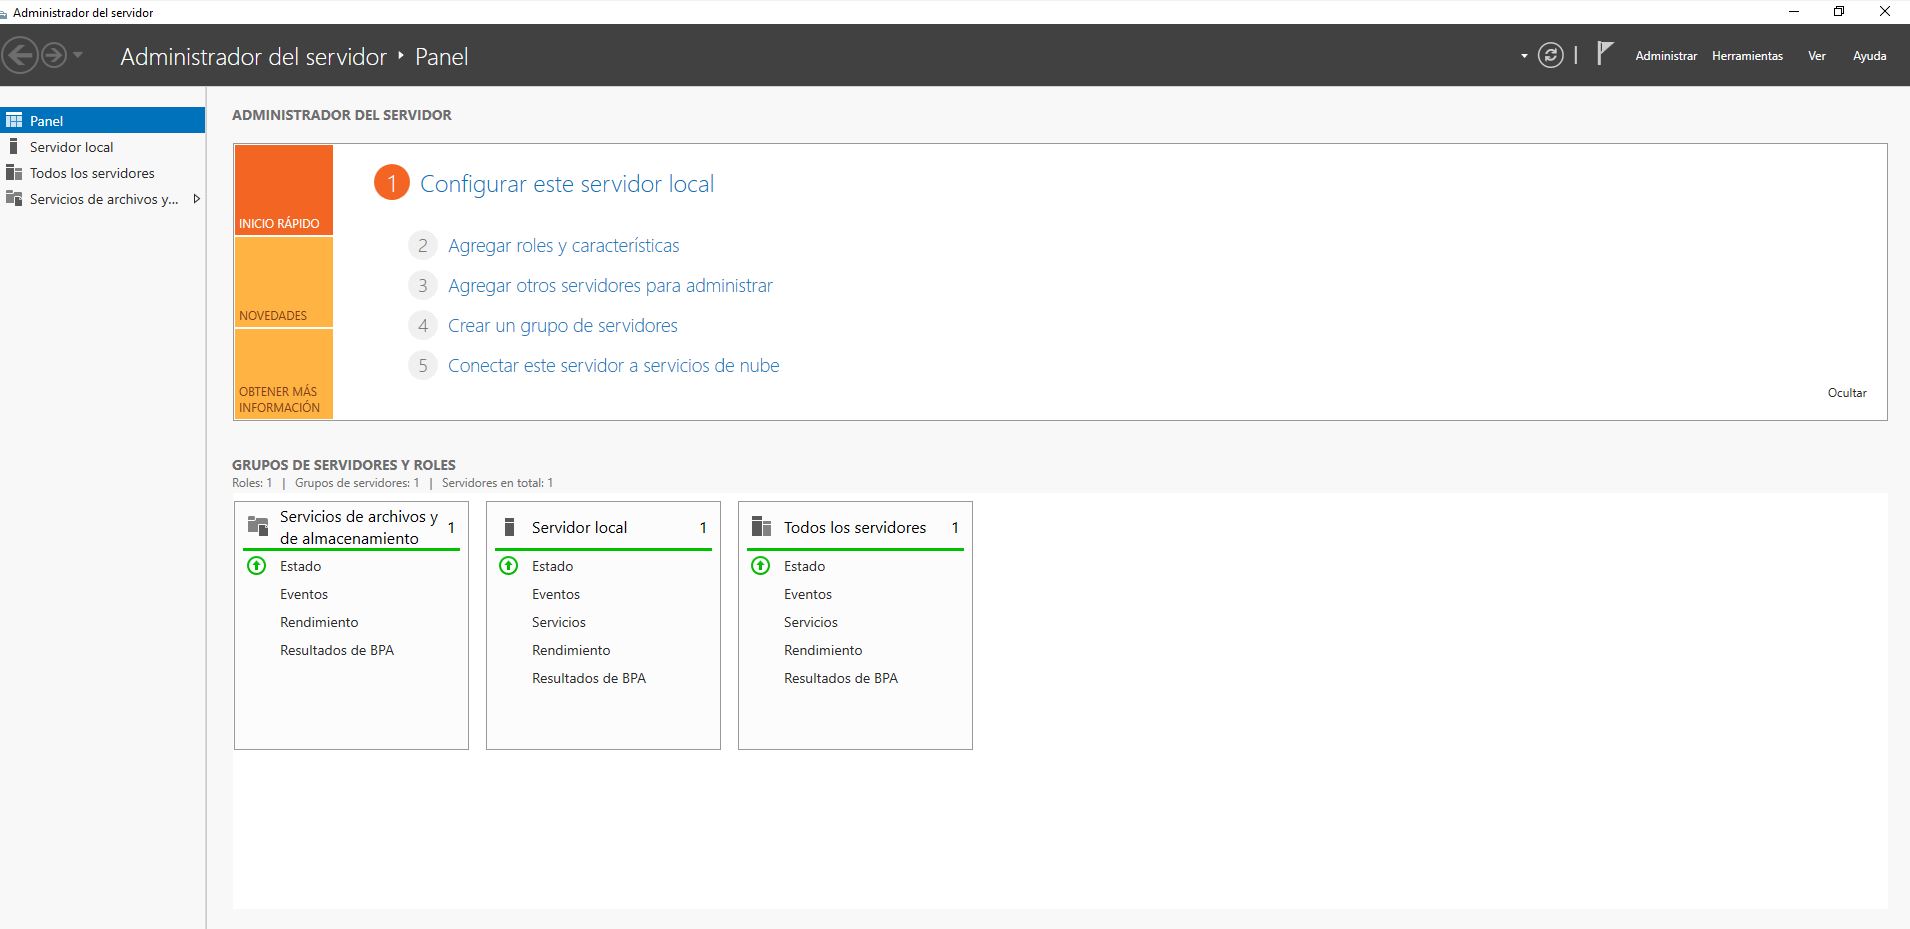 Administrador del servidor
Administrador del servidor ‣ Panel
Administrar Herramientas Ver Ayuda
Panel
Servidor local
Todos los servidores
Servicios de archivos y...
ADMINISTRADOR DEL SERVIDOR
INICIO RÁPIDO
NOVEDADES
OBTENER MÁS
INFORMACIÓN
1 Configurar este servidor local
2 Agregar roles y características
3 Agregar otros servidores para administrar
4 Crear un grupo de servidores
5 Conectar este servidor a servicios de nube
Ocultar
GRUPOS DE SERVIDORES Y ROLES
Roles: 1 | Grupos de servidores: 1 | Servidores en total: 1
Servicios de archivos y
de almacenamiento 1
Estado
Eventos
Rendimiento
Resultados de BPA
Servidor local 1
Estado
Eventos
Servicios
Rendimiento
Resultados de BPA
Todos los servidores 1
Estado
Eventos
Servicios
Rendimiento
Resultados de BPA